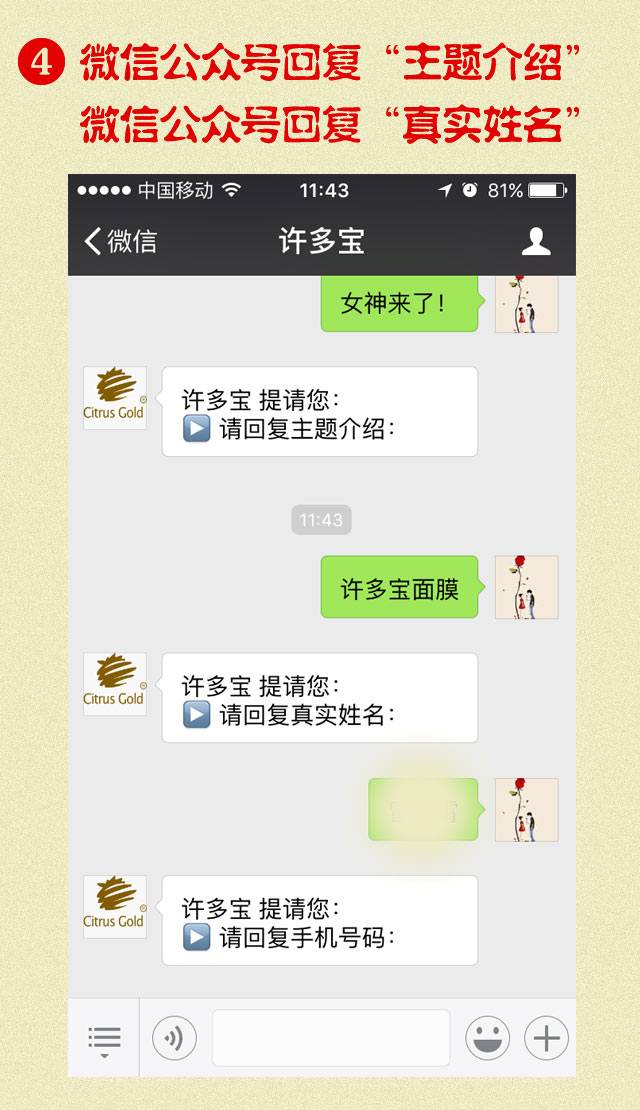 4 微信公众号回复“主题介绍”
微信公众号回复“真实姓名”
中国移动 11:43 81%
微信 许多宝
女神来了！
Citrus Gold®
许多宝 提请您：
请回复主题介绍：
11:43
许多宝面膜
Citrus Gold®
许多宝 提请您：
请回复真实姓名：
Citrus Gold®
许多宝 提请您：
请回复手机号码：